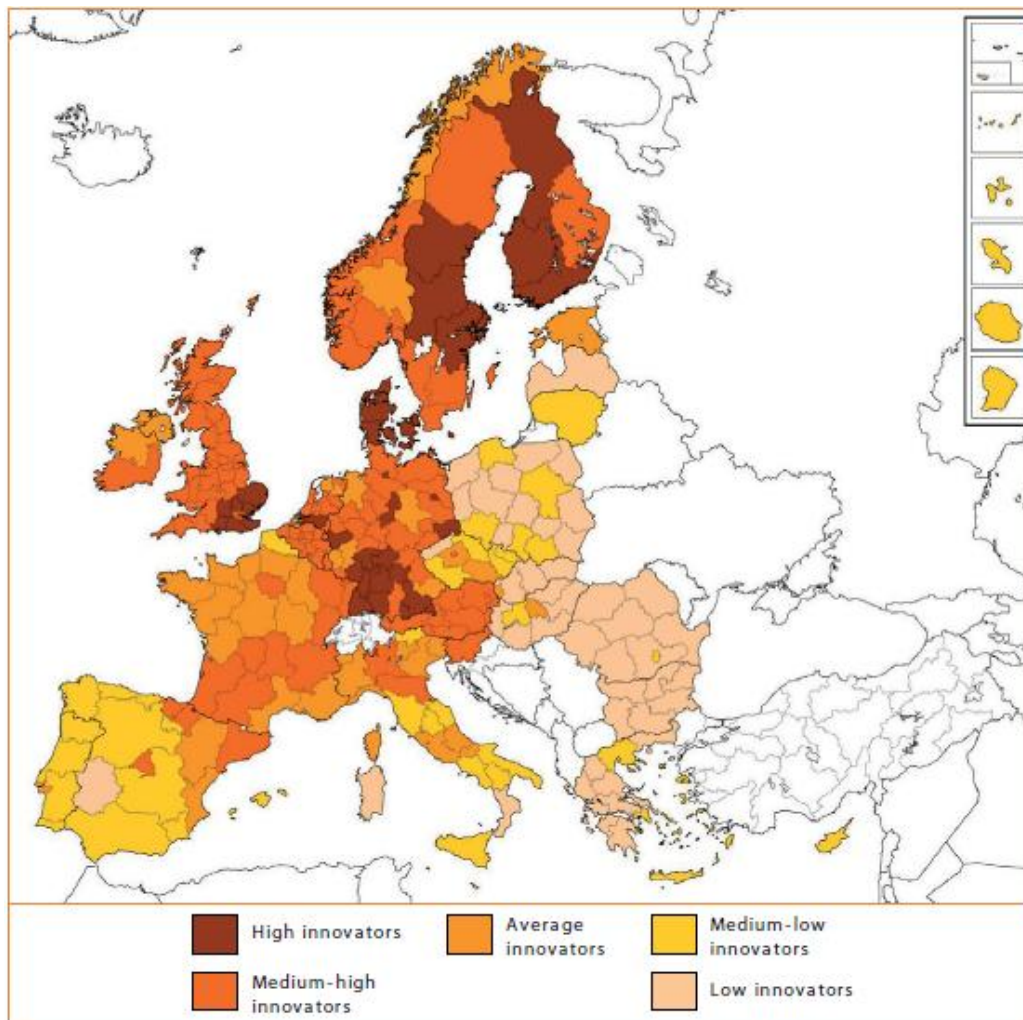 High innovators
Average
innovators
Medium-low
innovators
Medium-high
innovators
Low innovators